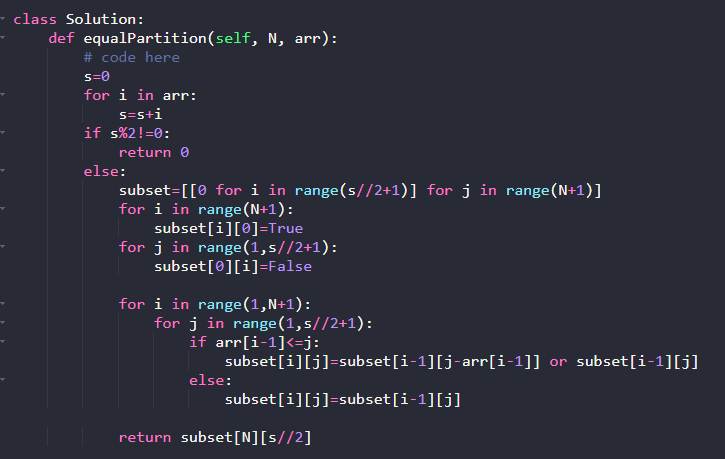 class Solution:
    def equalPartition(self, N, arr):
        # code here
        s=0
        for i in arr:
            s=s+i
        if s%2!=0:
            return 0
        else:
            subset=[[0 for i in range(s//2+1)] for j in range(N+1)]
            for i in range(N+1):
                subset[i][0]=True
            for j in range(1,s//2+1):
                subset[0][i]=False

            for i in range(1,N+1):
                for j in range(1,s//2+1):
                    if arr[i-1]<=j:
                        subset[i][j]=subset[i-1][j-arr[i-1]] or subset[i-1][j]
                    else:
                        subset[i][j]=subset[i-1][j]

            return subset[N][s//2]